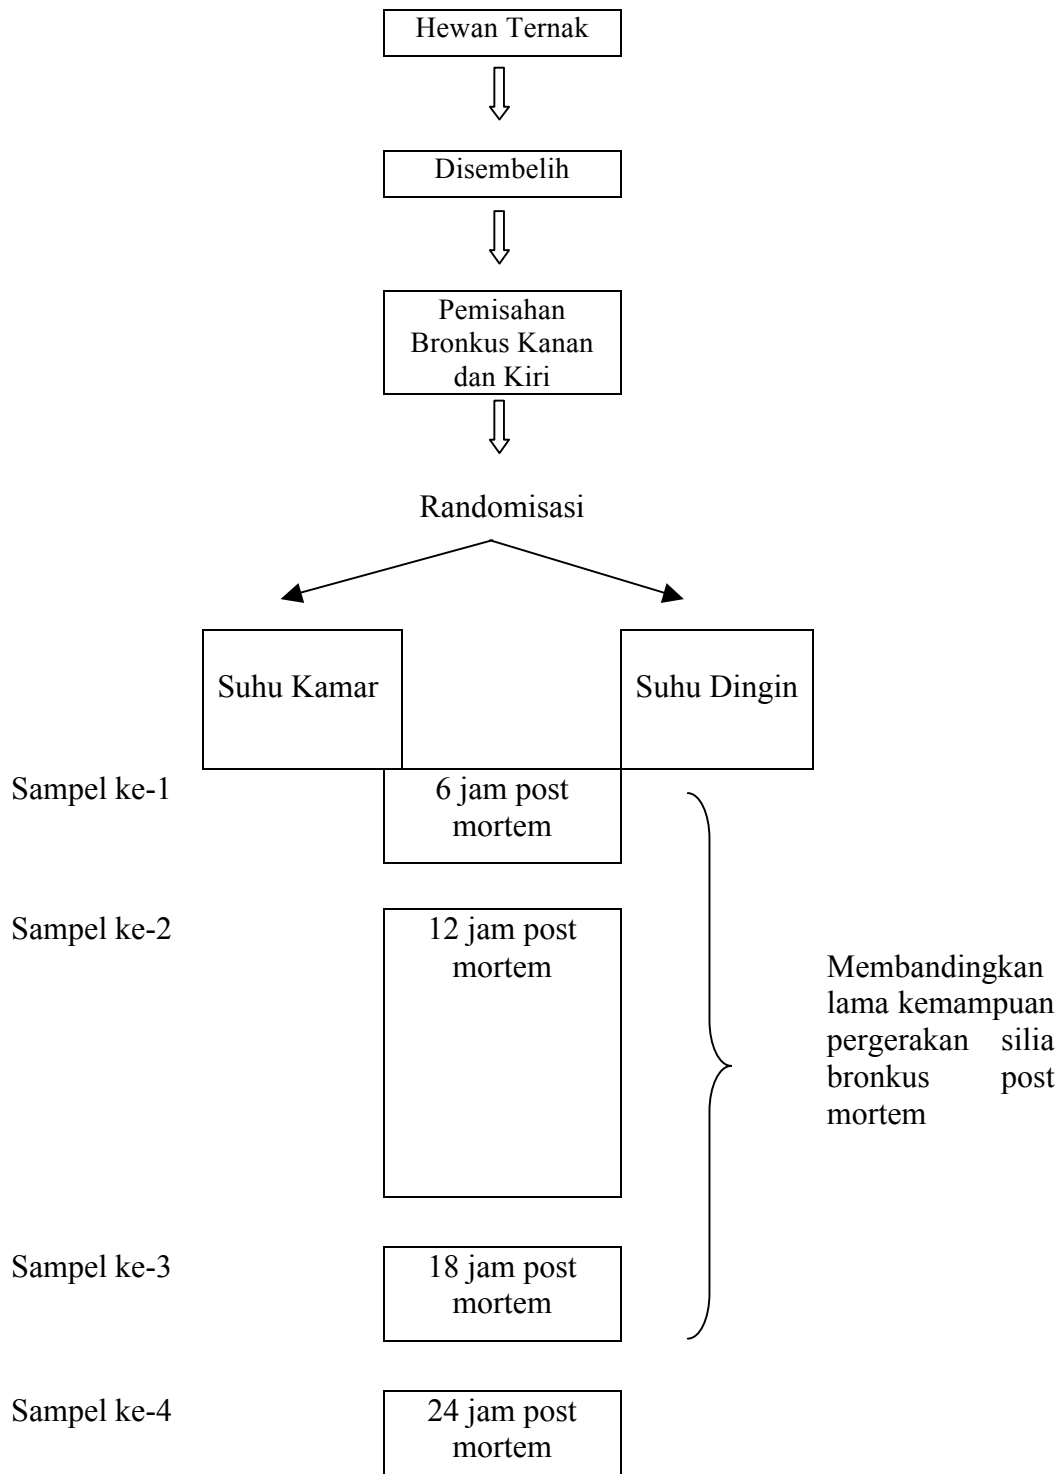 Hewan Ternak
Disembelih
Pemisahan
Bronkus Kanan
dan Kiri
Randomisasi
Suhu Kamar
Suhu Dingin
Sampel ke-1
6 jam post
mortem
Sampel ke-2
12 jam post
mortem
Membandingkan
lama kemampuan
pergerakan silia
bronkus post
mortem
Sampel ke-3
18 jam post
mortem
Sampel ke-4
24 jam post
mortem